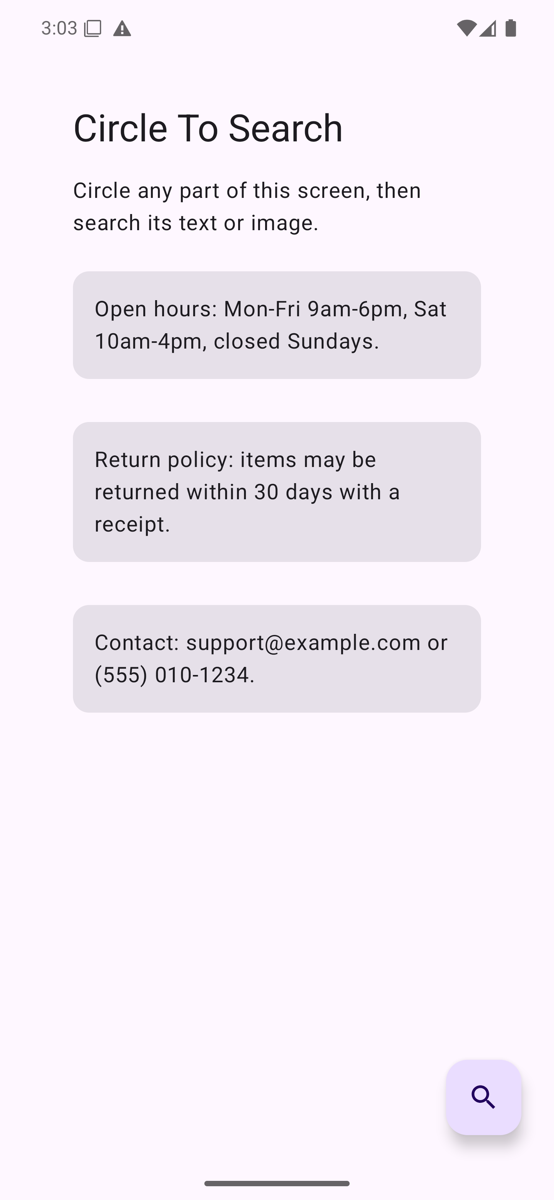 3:03
Circle To Search
Circle any part of this screen, then
search its text or image.
Open hours: Mon-Fri 9am-6pm, Sat
10am-4pm, closed Sundays.
Return policy: items may be
returned within 30 days with a
receipt.
Contact: support@example.com or
(555) 010-1234.